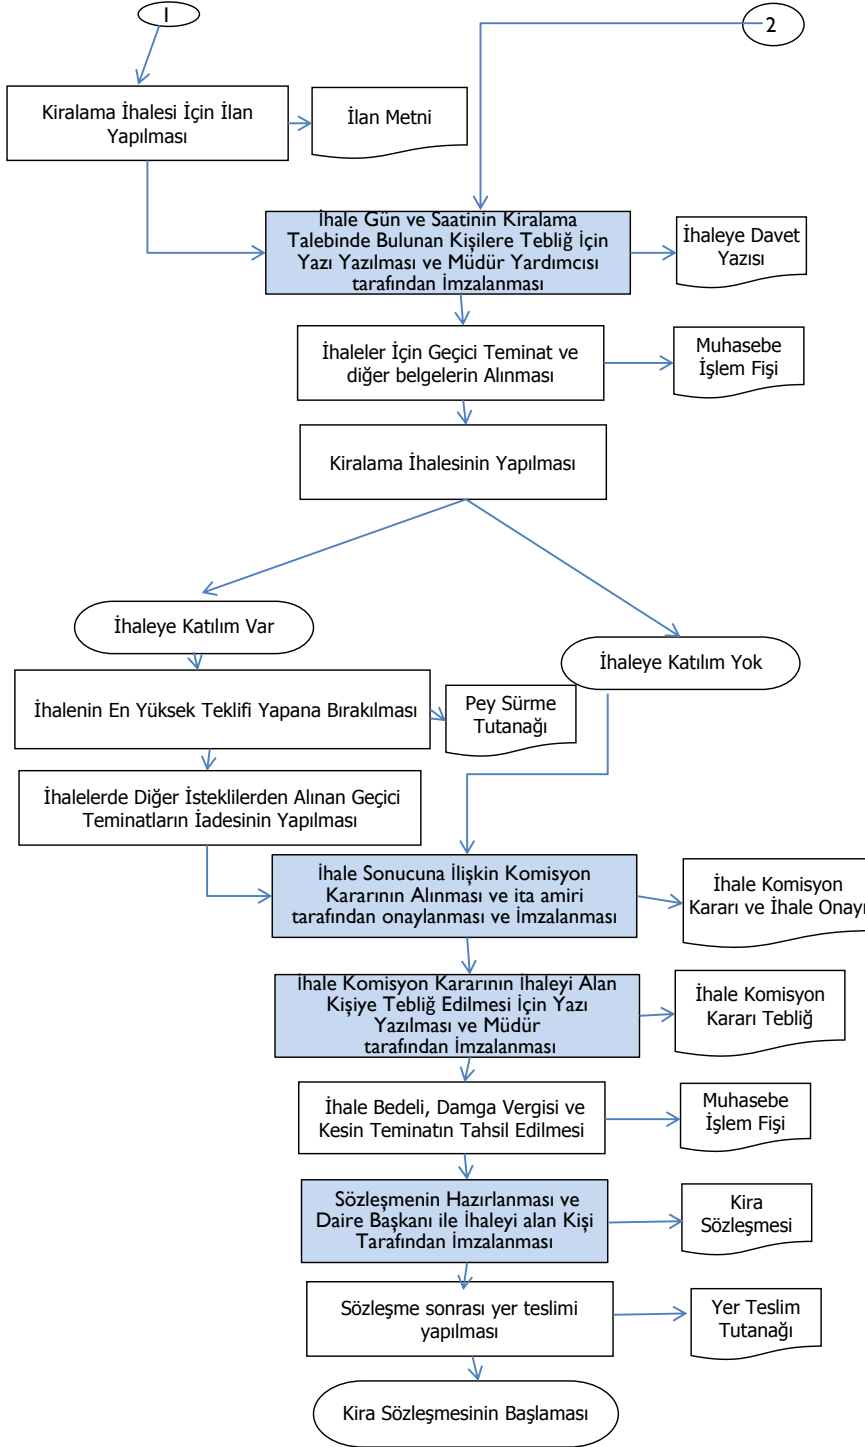 1
2
Kiralama İhalesi İçin İlan
Yapılması
İlan Metni
İhale Gün ve Saatinin Kiralama
Talebinde Bulunan Kişilere Tebliğ İçin
Yazı Yazılması ve Müdür Yardımcısı
tarafından İmzalanması
İhaleye Davet
Yazısı
İhaleler İçin Geçici Teminat ve
diğer belgelerin Alınması
Muhasebe
İşlem Fişi
Kiralama İhalesinin Yapılması
İhaleye Katılım Var
İhaleye Katılım Yok
İhalenin En Yüksek Teklifi Yapana Bırakılması
Pey Sürme
Tutanağı
İhalelerde Diğer İsteklilerden Alınan Geçici
Teminatların İadesinin Yapılması
İhale Sonucuna İlişkin Komisyon
Kararının Alınması ve ita amiri
tarafından onaylanması ve İmzalanması
İhale Komisyon
Kararı ve İhale Onayı
İhale Komisyon Kararının İhaleyi Alan
Kişiye Tebliğ Edilmesi İçin Yazı
Yazılması ve Müdür
tarafından İmzalanması
İhale Komisyon
Kararı Tebliğ
İhale Bedeli, Damga Vergisi ve
Kesin Teminatın Tahsil Edilmesi
Muhasebe
İşlem Fişi
Sözleşmenin Hazırlanması ve
Daire Başkanı ile İhaleyi alan Kişi
Tarafından İmzalanması
Kira
Sözleşmesi
Sözleşme sonrası yer teslimi
yapılması
Yer Teslim
Tutanağı
Kira Sözleşmesinin Başlaması